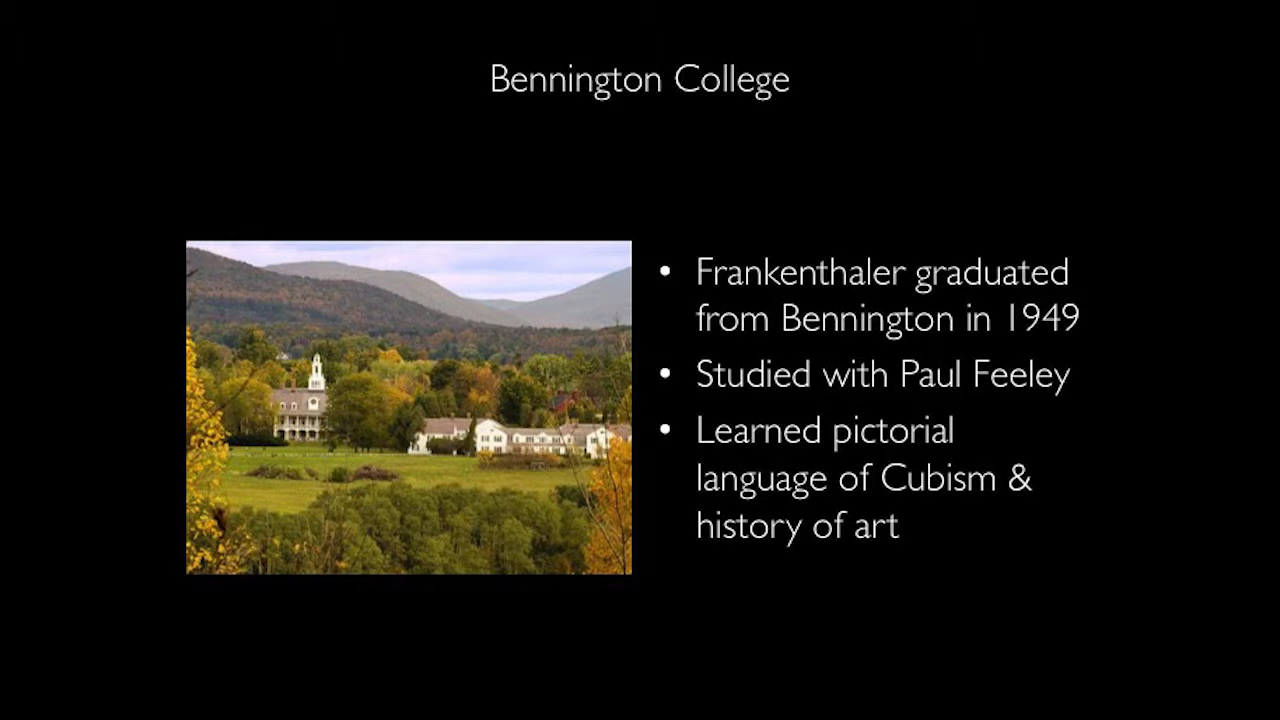 Bennington College
• Frankenthaler graduated
from Bennington in 1949
• Studied with Paul Feeley
• Learned pictorial
language of Cubism &
history of art